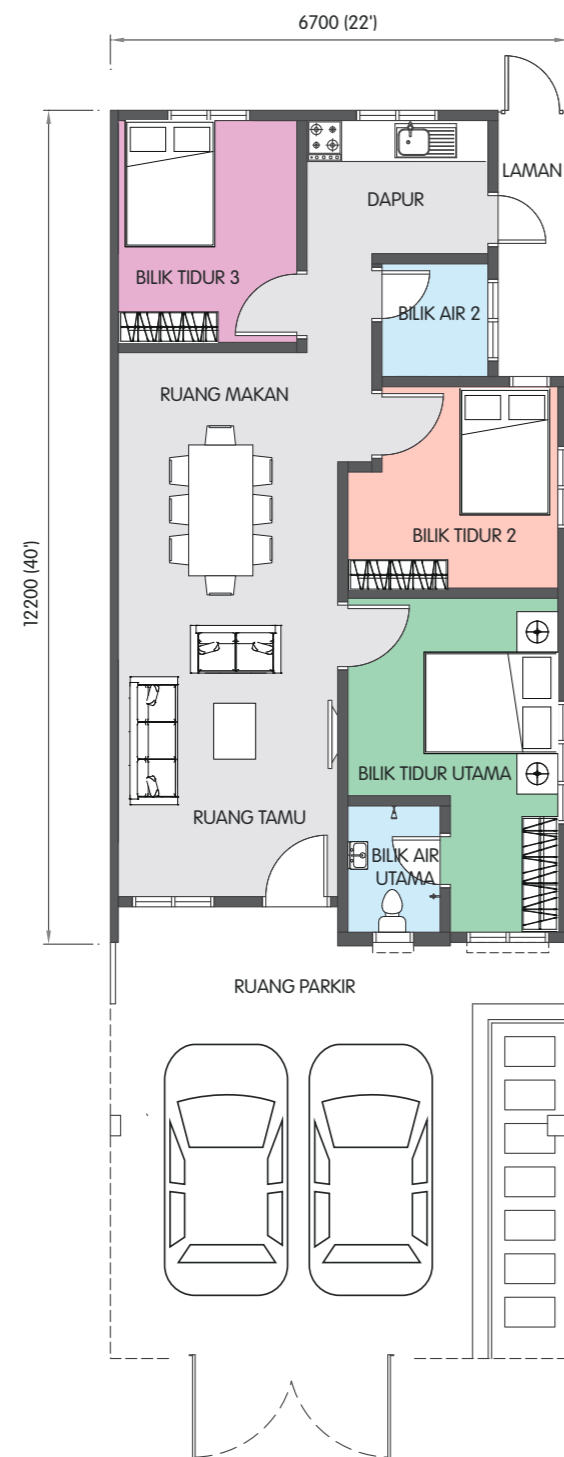 6700 (22')
LAMAN
DAPUR
BILIK TIDUR 3
BILIK AIR 2
RUANG MAKAN
BILIK TIDUR 2
12200 (40')
BILIK TIDUR UTAMA
RUANG TAMU
BILIK AIR
UTAMA
RUANG PARKIR